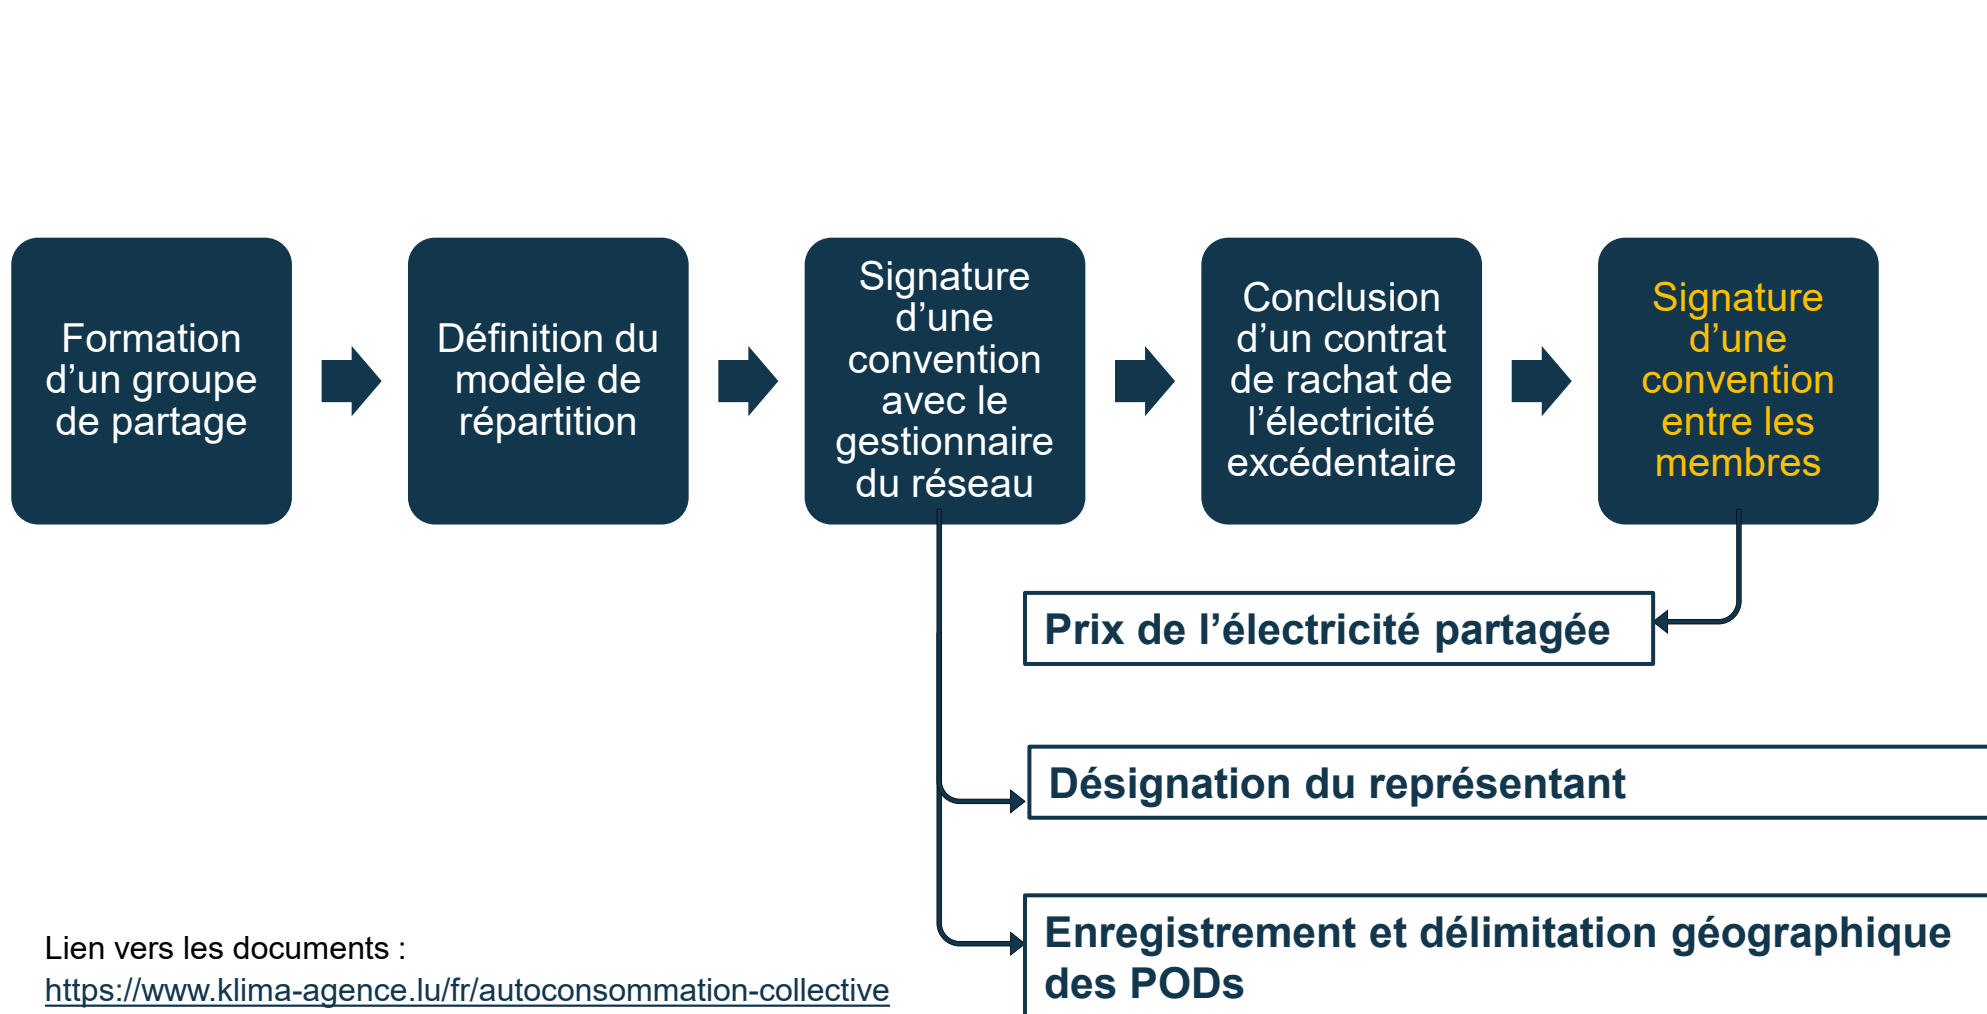 Formation
d’un groupe
de partage
Définition du
modèle de
répartition
Signature
d’une
convention
avec le
gestionnaire
du réseau
Conclusion
d’un contrat
de rachat de
l’électricité
excédentaire
Signature
d’une
convention
entre les
membres
Prix de l’électricité partagée
Désignation du représentant
Enregistrement et délimitation géographique
des PODs
Lien vers les documents :
https://www.klima-agence.lu/fr/autoconsommation-collective